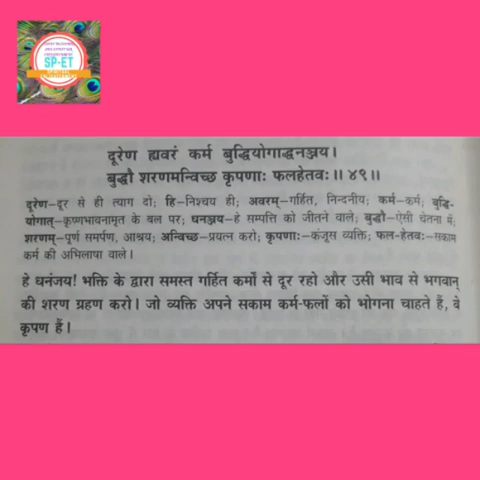 SP-ET
दूरेण ह्यवरं कर्म बुद्धियोगाद्धनञ्जय।
बुद्धौ शरणमन्विच्छ कृपणाः फलहेतवः॥ ४९॥
दूरेण–दूर से ही त्याग दो; हि–निश्चय ही; अवरम्–गर्हित, निन्दनीय; कर्म–कर्म; बुद्धि-
योगात्–कृष्णभावनामृत के बल पर; धनञ्जय–हे सम्पत्ति को जीतने वाले; बुद्धौ–ऐसी चेतना में;
शरणम्–पूर्ण समर्पण, आश्रय; अन्विच्छ–प्रयत्न करो; कृपणाः–कंजूस व्यक्ति; फल-हेतवः–सकाम
कर्म की अभिलाषा वाले।
हे धनंजय! भक्ति के द्वारा समस्त गर्हित कर्मों से दूर रहो और उसी भाव से भगवान्
की शरण ग्रहण करो। जो व्यक्ति अपने सकाम कर्म-फलों को भोगना चाहते हैं, वे
कृपण हैं।